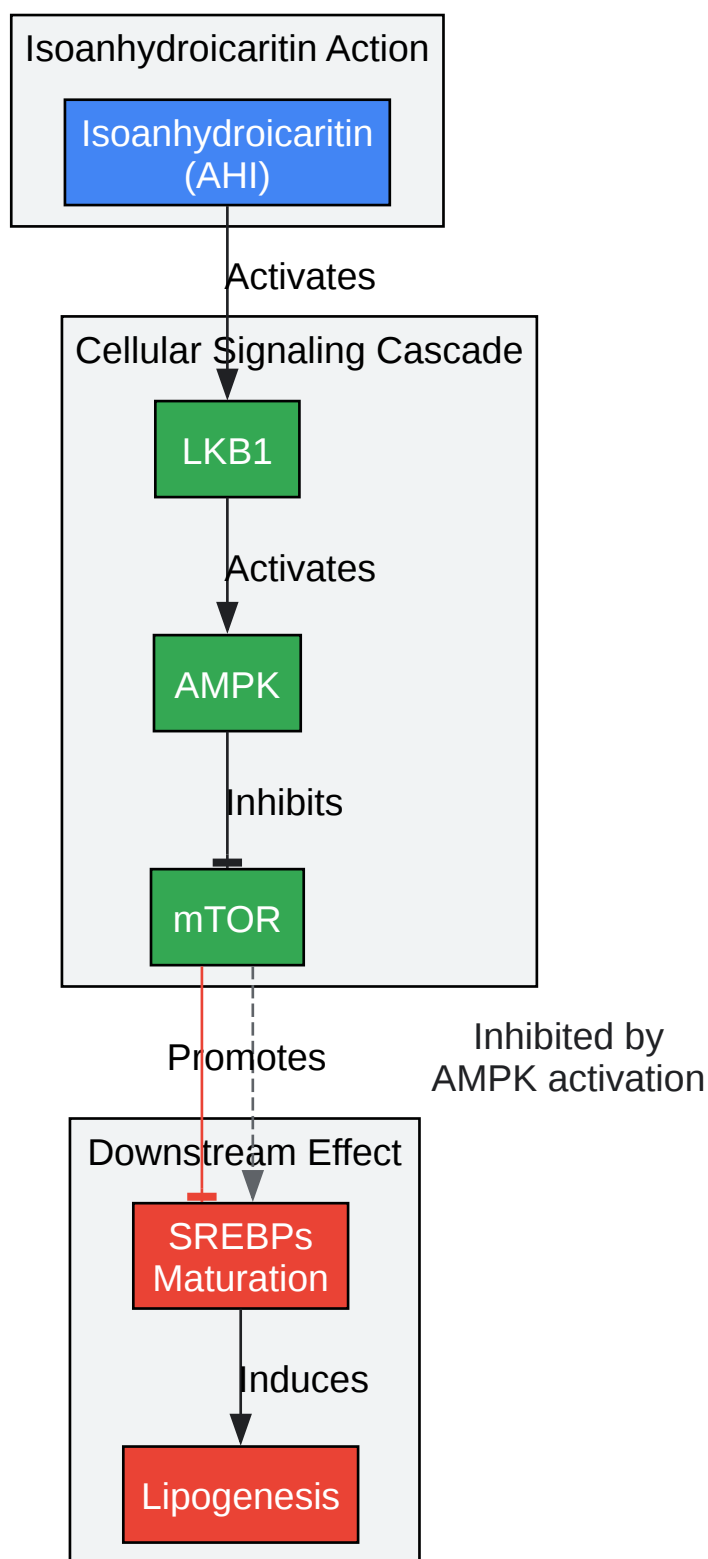 Isoanhydroicaritin Action
Isoanhydroicaritin
(AHI)
Activates
Cellular Signaling Cascade
LKB1
Activates
AMPK
Inhibits
mTOR
Promotes
Inhibited by
AMPK activation
Downstream Effect
SREBPs
Maturation
Induces
Lipogenesis